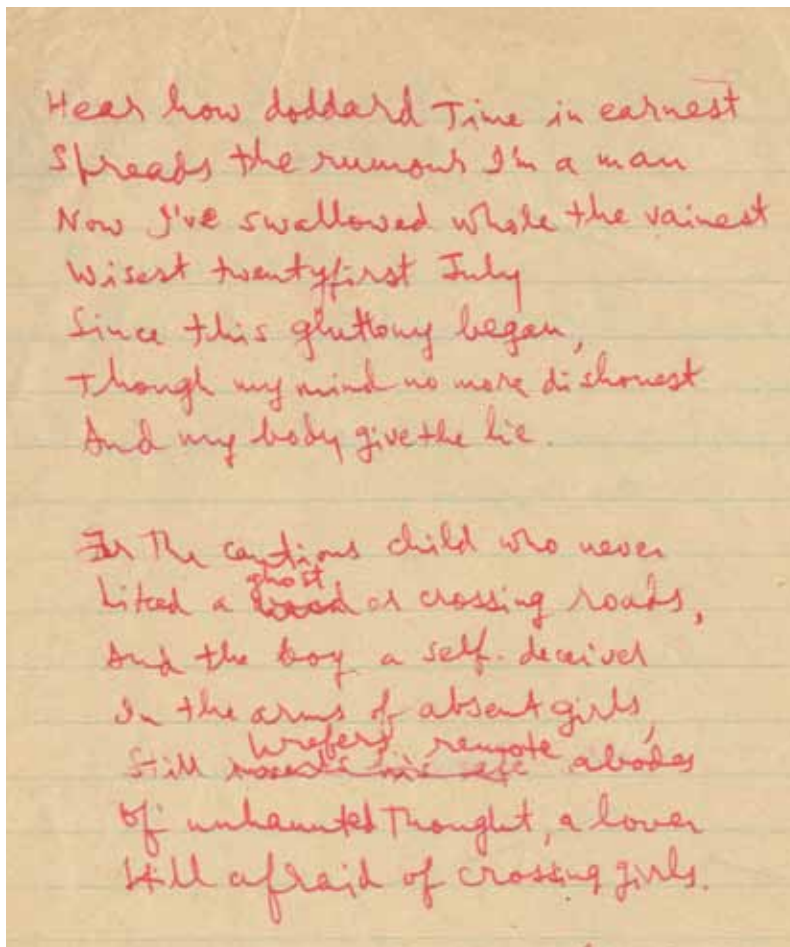 Hear how doddard Time in earnest
Spreads the rumour I'm a man
Now I've swallowed whole the vainest
Wisest twentyfirst July
Since this gluttony began,
Though my mind no more dishonest
And my body give the lie.
For The cautious child who never
ghost
Liked a or crossing roads,
And the boy a self-deceiver
In the arms of absent girls,
prefers remote
Still abodes
Of unhaunted Thought, a lover
Still afraid of crossing girls.